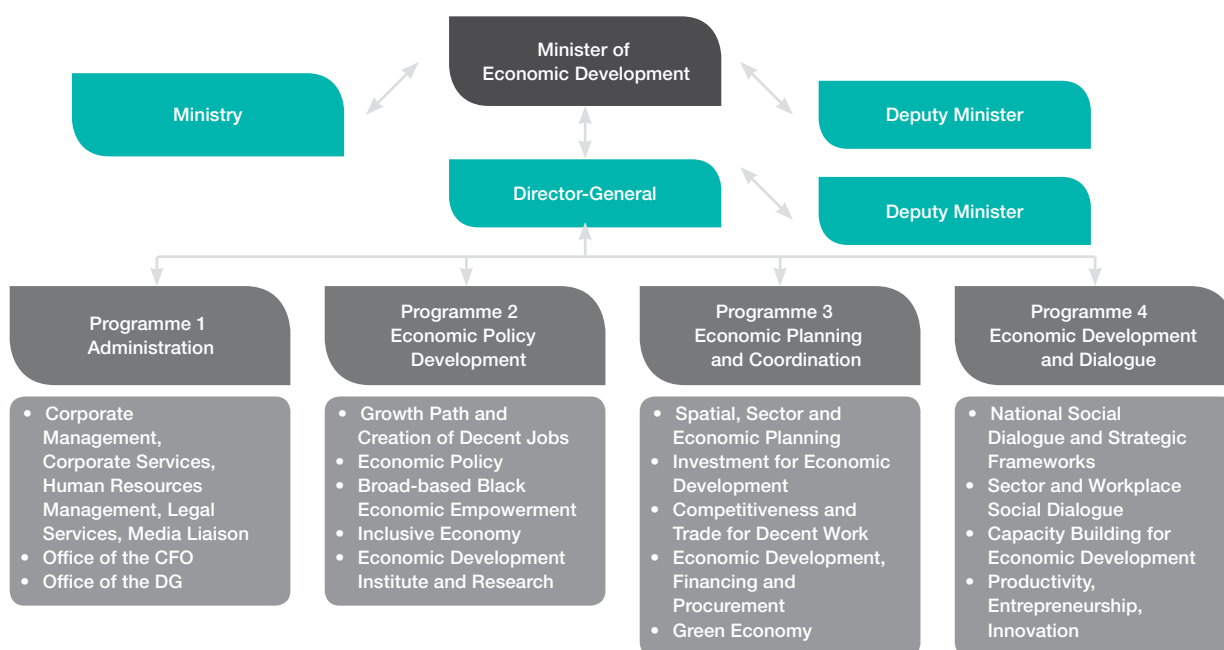 Minister of
Economic Development
Ministry
Deputy Minister
Director-General
Deputy Minister
Programme 1
Administration
Programme 2
Economic Policy
Development
Programme 3
Economic Planning
and Coordination
Programme 4
Economic Development
and Dialogue
• Corporate
Management,
Corporate Services,
Human Resources
Management, Legal
Services, Media Liaison
• Office of the CFO
• Office of the DG
• Growth Path and
Creation of Decent Jobs
• Economic Policy
• Broad-based Black
Economic Empowerment
• Inclusive Economy
• Economic Development
Institute and Research
• Spatial, Sector and
Economic Planning
• Investment for Economic
Development
• Competitiveness and
Trade for Decent Work
• Economic Development,
Financing and
Procurement
• Green Economy
• National Social
Dialogue and Strategic
Frameworks
• Sector and Workplace
Social Dialogue
• Capacity Building for
Economic Development
• Productivity,
Entrepreneurship,
Innovation